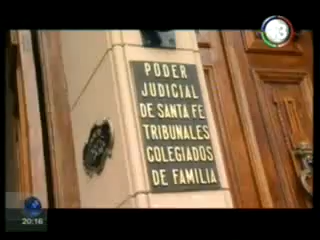 PODER
JUDICIAL
DE SANTA FE
TRIBUNALES
COLEGIADOS
DE FAMILIA
20:16